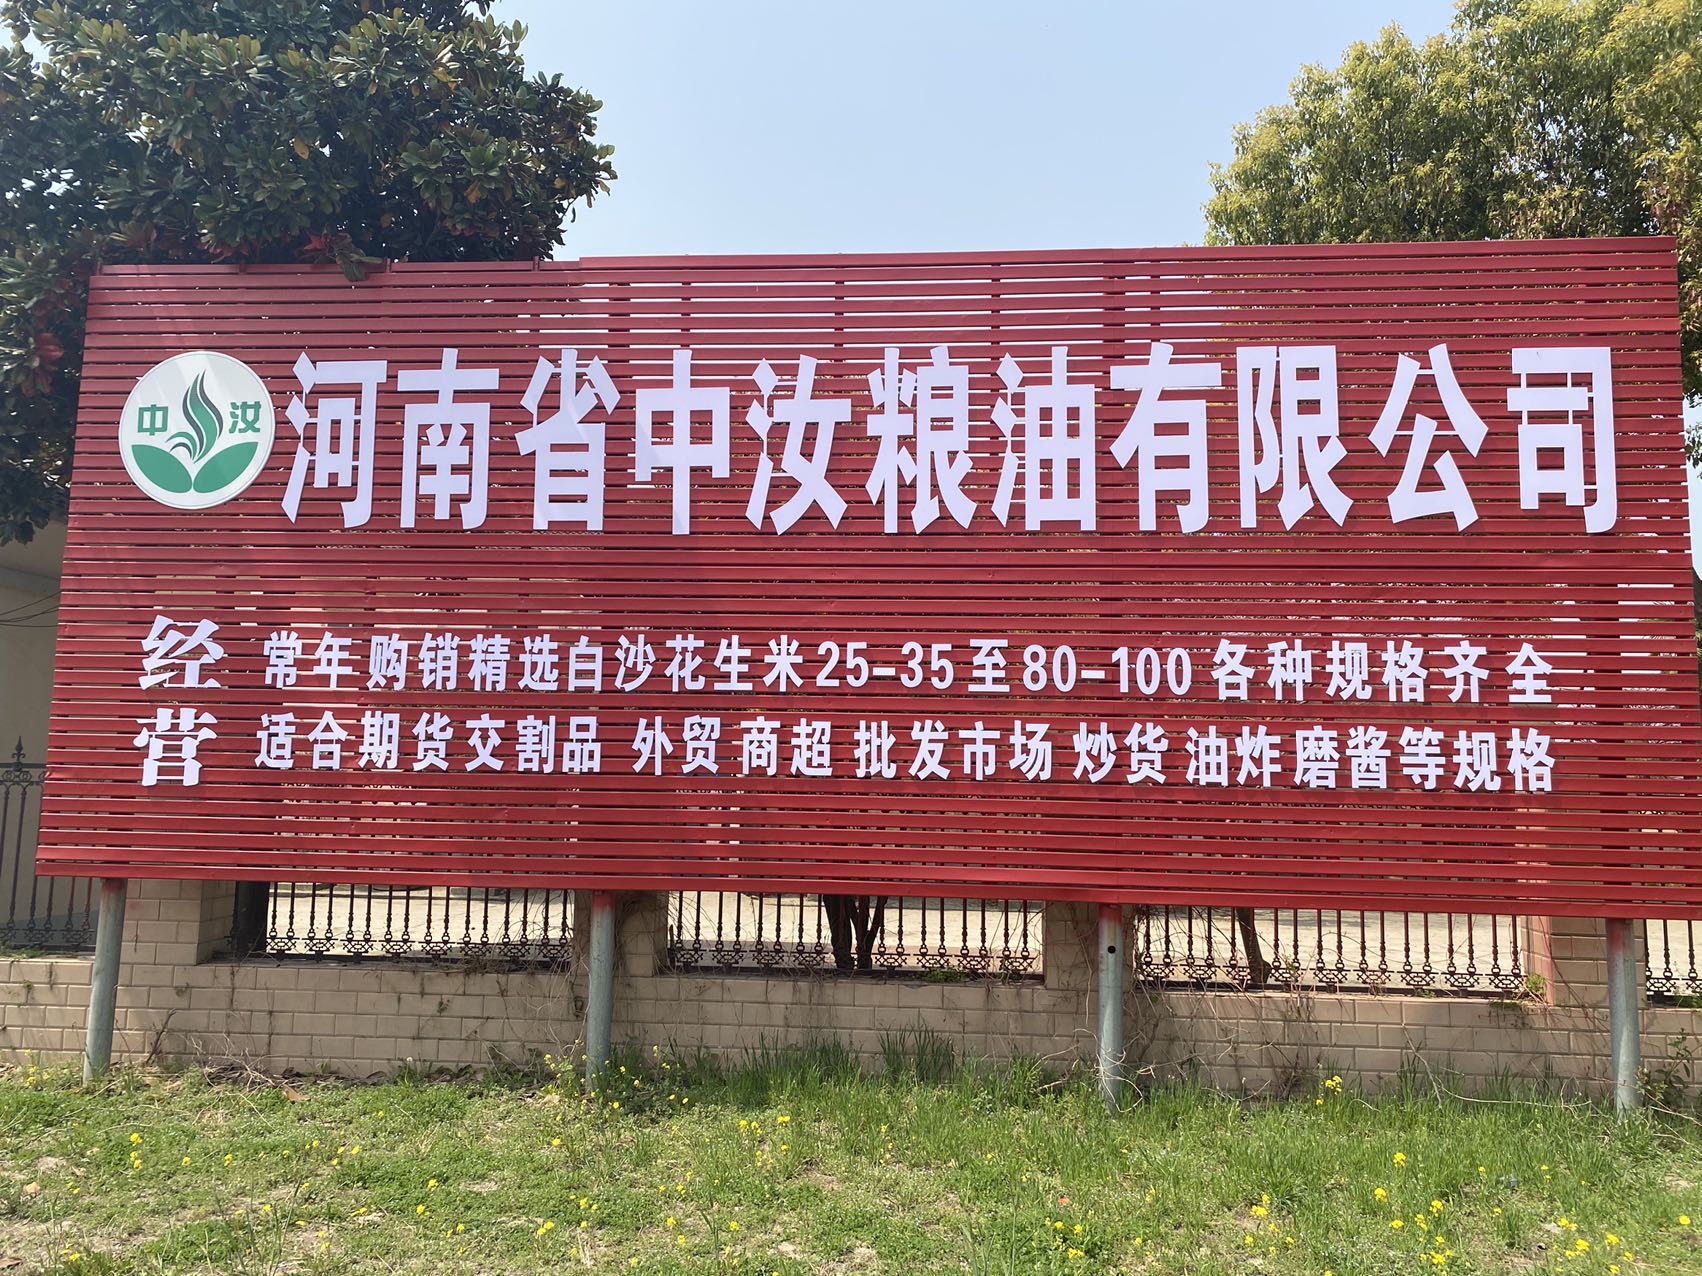 中汝
河南省中汝粮油有限公司
经营
常年购销精选白沙花生米25-35至80-100各种规格齐全
适合期货交割品 外贸 商超 批发市场 炒货 油炸磨酱等规格